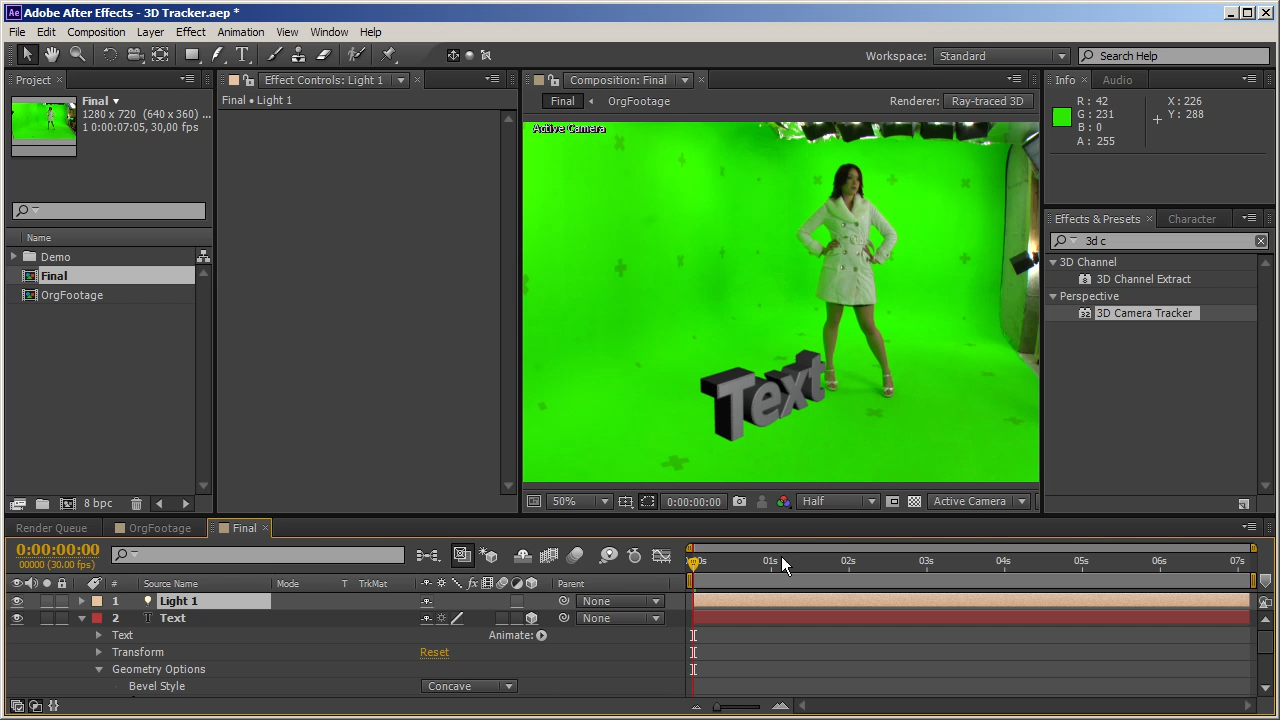 Adobe After Effects - 3D Tracker.aep *
File Edit Composition Layer Effect Animation View Window Help
Workspace: Standard Search Help
Project Effect Controls: Light 1 Composition: Final Info Audio
Final
1280 x 720 (640 x 360) ...
1 0:00:07:05, 30,00 fps
Final • Light 1
Final OrgFootage Renderer: Ray-traced 3D
Active Camera
Text
R: 42 X: 226
G: 231 Y: 288
B: 0
A: 255
Effects & Presets Character
3d c
3D Channel
3D Channel Extract
Perspective
3D Camera Tracker
Name
Demo
Final
OrgFootage
8 bpc
50% 0:00:00:00 Half Active Camera
Render Queue OrgFootage Final
0:00:00:00
00000 (30.00 fps)
00s 01s 02s 03s 04s 05s 06s 07s
# Source Name Mode T TrkMat Parent
1 Light 1 None
2 T Text None
Text Animate:
Transform Reset
Geometry Options
Bevel Style Concave